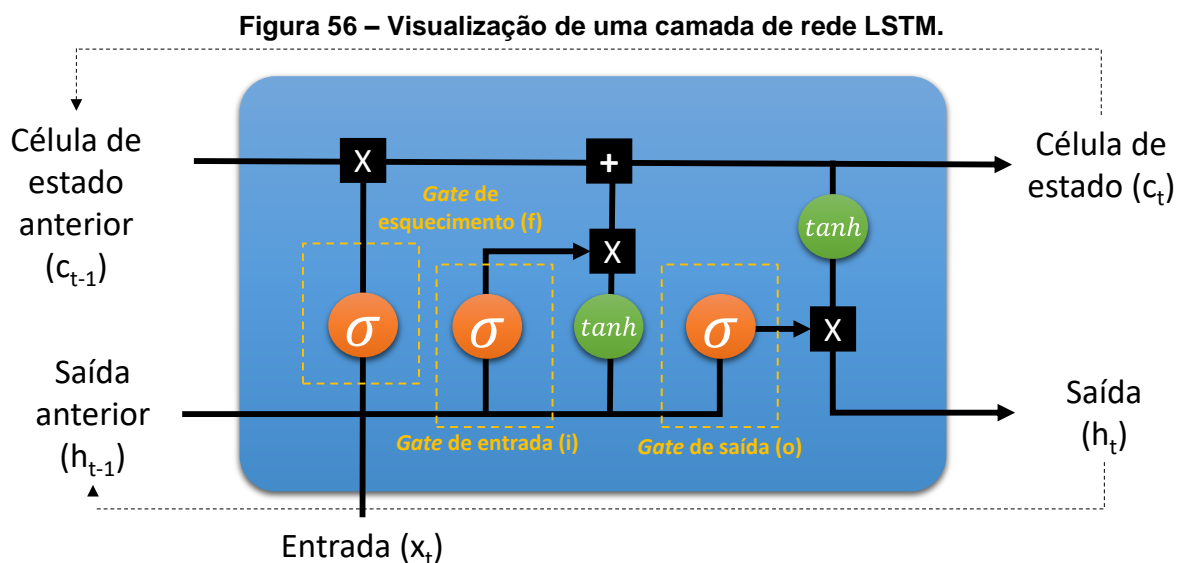 Figura 56 – Visualização de uma camada de rede LSTM.
Célula de
estado
anterior
(cₜ₋₁)
X
+
Célula de
estado (cₜ)
Gate de
esquecimento (f)
tanh
X
σ
σ
tanh
σ
X
Saída
anterior
(hₜ₋₁)
Gate de entrada (i)
Gate de saída (o)
Saída
(hₜ)
Entrada (xₜ)